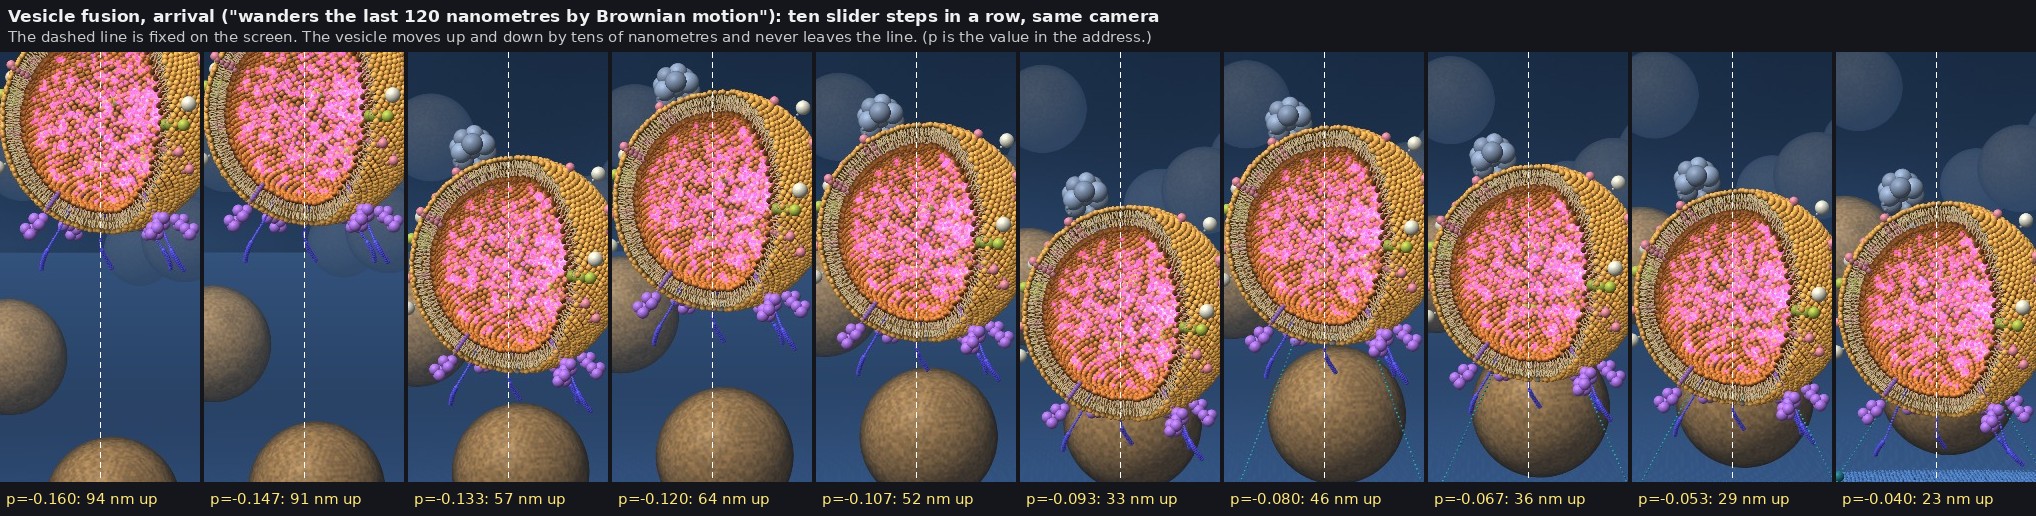 Vesicle fusion, arrival ("wanders the last 120 nanometres by Brownian motion"): ten slider steps in a row, same camera
The dashed line is fixed on the screen. The vesicle moves up and down by tens of nanometres and never leaves the line. (p is the value in the address.)
p=-0.160: 94 nm up
p=-0.147: 91 nm up
p=-0.133: 57 nm up
p=-0.120: 64 nm up
p=-0.107: 52 nm up
p=-0.093: 33 nm up
p=-0.080: 46 nm up
p=-0.067: 36 nm up
p=-0.053: 29 nm up
p=-0.040: 23 nm up